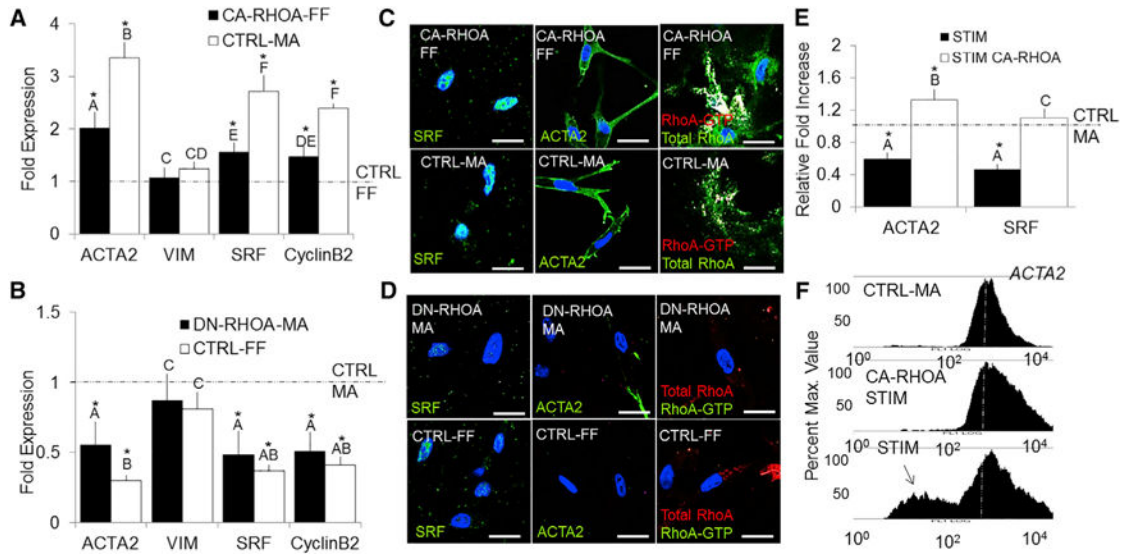 A
CA-RHOA-FF
CTRL-MA
Fold Expression
4
3
2
1
0
*
A
*
B
C
CD
*
E
*
F
*
DE
*
F
CTRL
FF
ACTA2 VIM SRF CyclinB2
B
DN-RHOA-MA
CTRL-FF
Fold Expression
1.5
1
0.5
0
*
A
*
B
C
C
*
A
*
AB
*
A
*
AB
CTRL
MA
ACTA2 VIM SRF CyclinB2
C
CA-RHOA
FF
SRF
CA-RHOA
FF
ACTA2
CA-RHOA
FF
RhoA-GTP
Total RhoA
CTRL-MA
SRF
CTRL-MA
ACTA2
CTRL-MA
RhoA-GTP
Total RhoA
D
DN-RHOA
MA
SRF
DN-RHOA
MA
ACTA2
DN-RHOA
MA
Total RhoA
RhoA-GTP
CTRL-FF
SRF
CTRL-FF
ACTA2
CTRL-FF
Total RhoA
RhoA-GTP
E
STIM
STIM CA-RHOA
Relative Fold Increase
2
1.6
1.2
0.8
0.4
0
*
A
*
B
*
A
C
CTRL
MA
ACTA2 SRF
F
ACTA2
Percent Max. Value
CTRL-MA
100
50
10⁰ 10² 10⁴
CA-RHOA
STIM
100
50
10⁰ 10² 10⁴
STIM
100
50
10⁰ 10² 10⁴